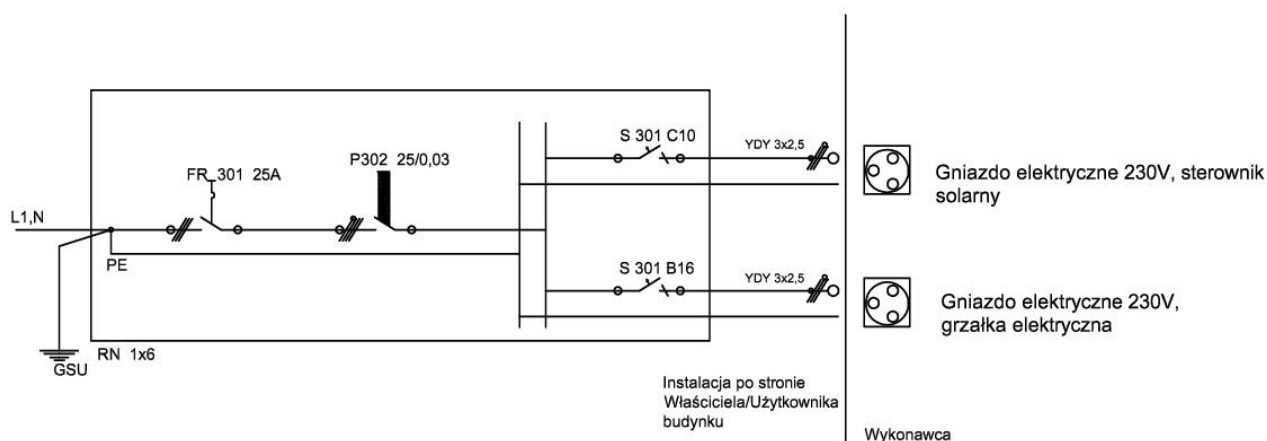 S 301 C10
YDY 3x2,5
P302 25/0,03
FR 301 25A
Gniazdo elektryczne 230V, sterownik
solarny
L1,N
PE
S 301 B16
YDY 3x2,5
Gniazdo elektryczne 230V,
grzałka elektryczna
RN 1x6
GSU
Instalacja po stronie
Właściciela/Użytkownika
budynku
Wykonawca